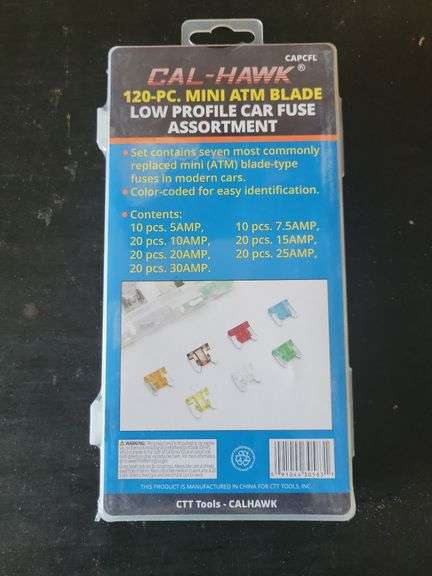 CAPCFL
CAL-HAWK®
120-PC. MINI ATM BLADE
LOW PROFILE CAR FUSE
ASSORTMENT
• Set contains seven most commonly
replaced mini (ATM) blade-type
fuses in modern cars.
• Color-coded for easy identification.
• Contents:
10 pcs. 5AMP, 10 pcs. 7.5AMP,
20 pcs. 10AMP, 20 pcs. 15AMP,
20 pcs. 20AMP, 20 pcs. 25AMP,
20 pcs. 30AMP.
WARNING:
THIS PRODUCT IS MANUFACTURED IN CHINA FOR CTT TOOLS, INC.
CTT Tools - CALHAWK